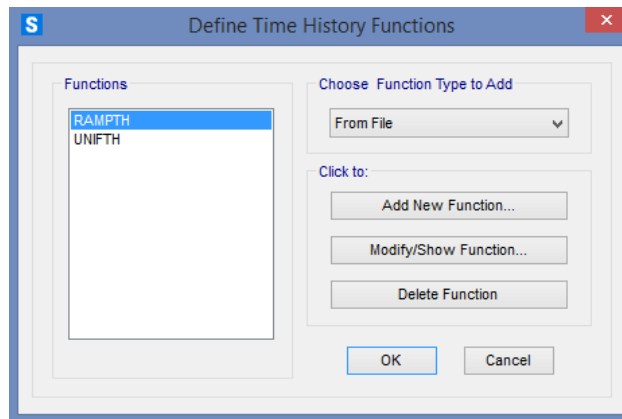 S
Define Time History Functions
Functions
RAMPTH
UNIFTH
Choose Function Type to Add
From File
Click to:
Add New Function...
Modify/Show Function...
Delete Function
OK
Cancel